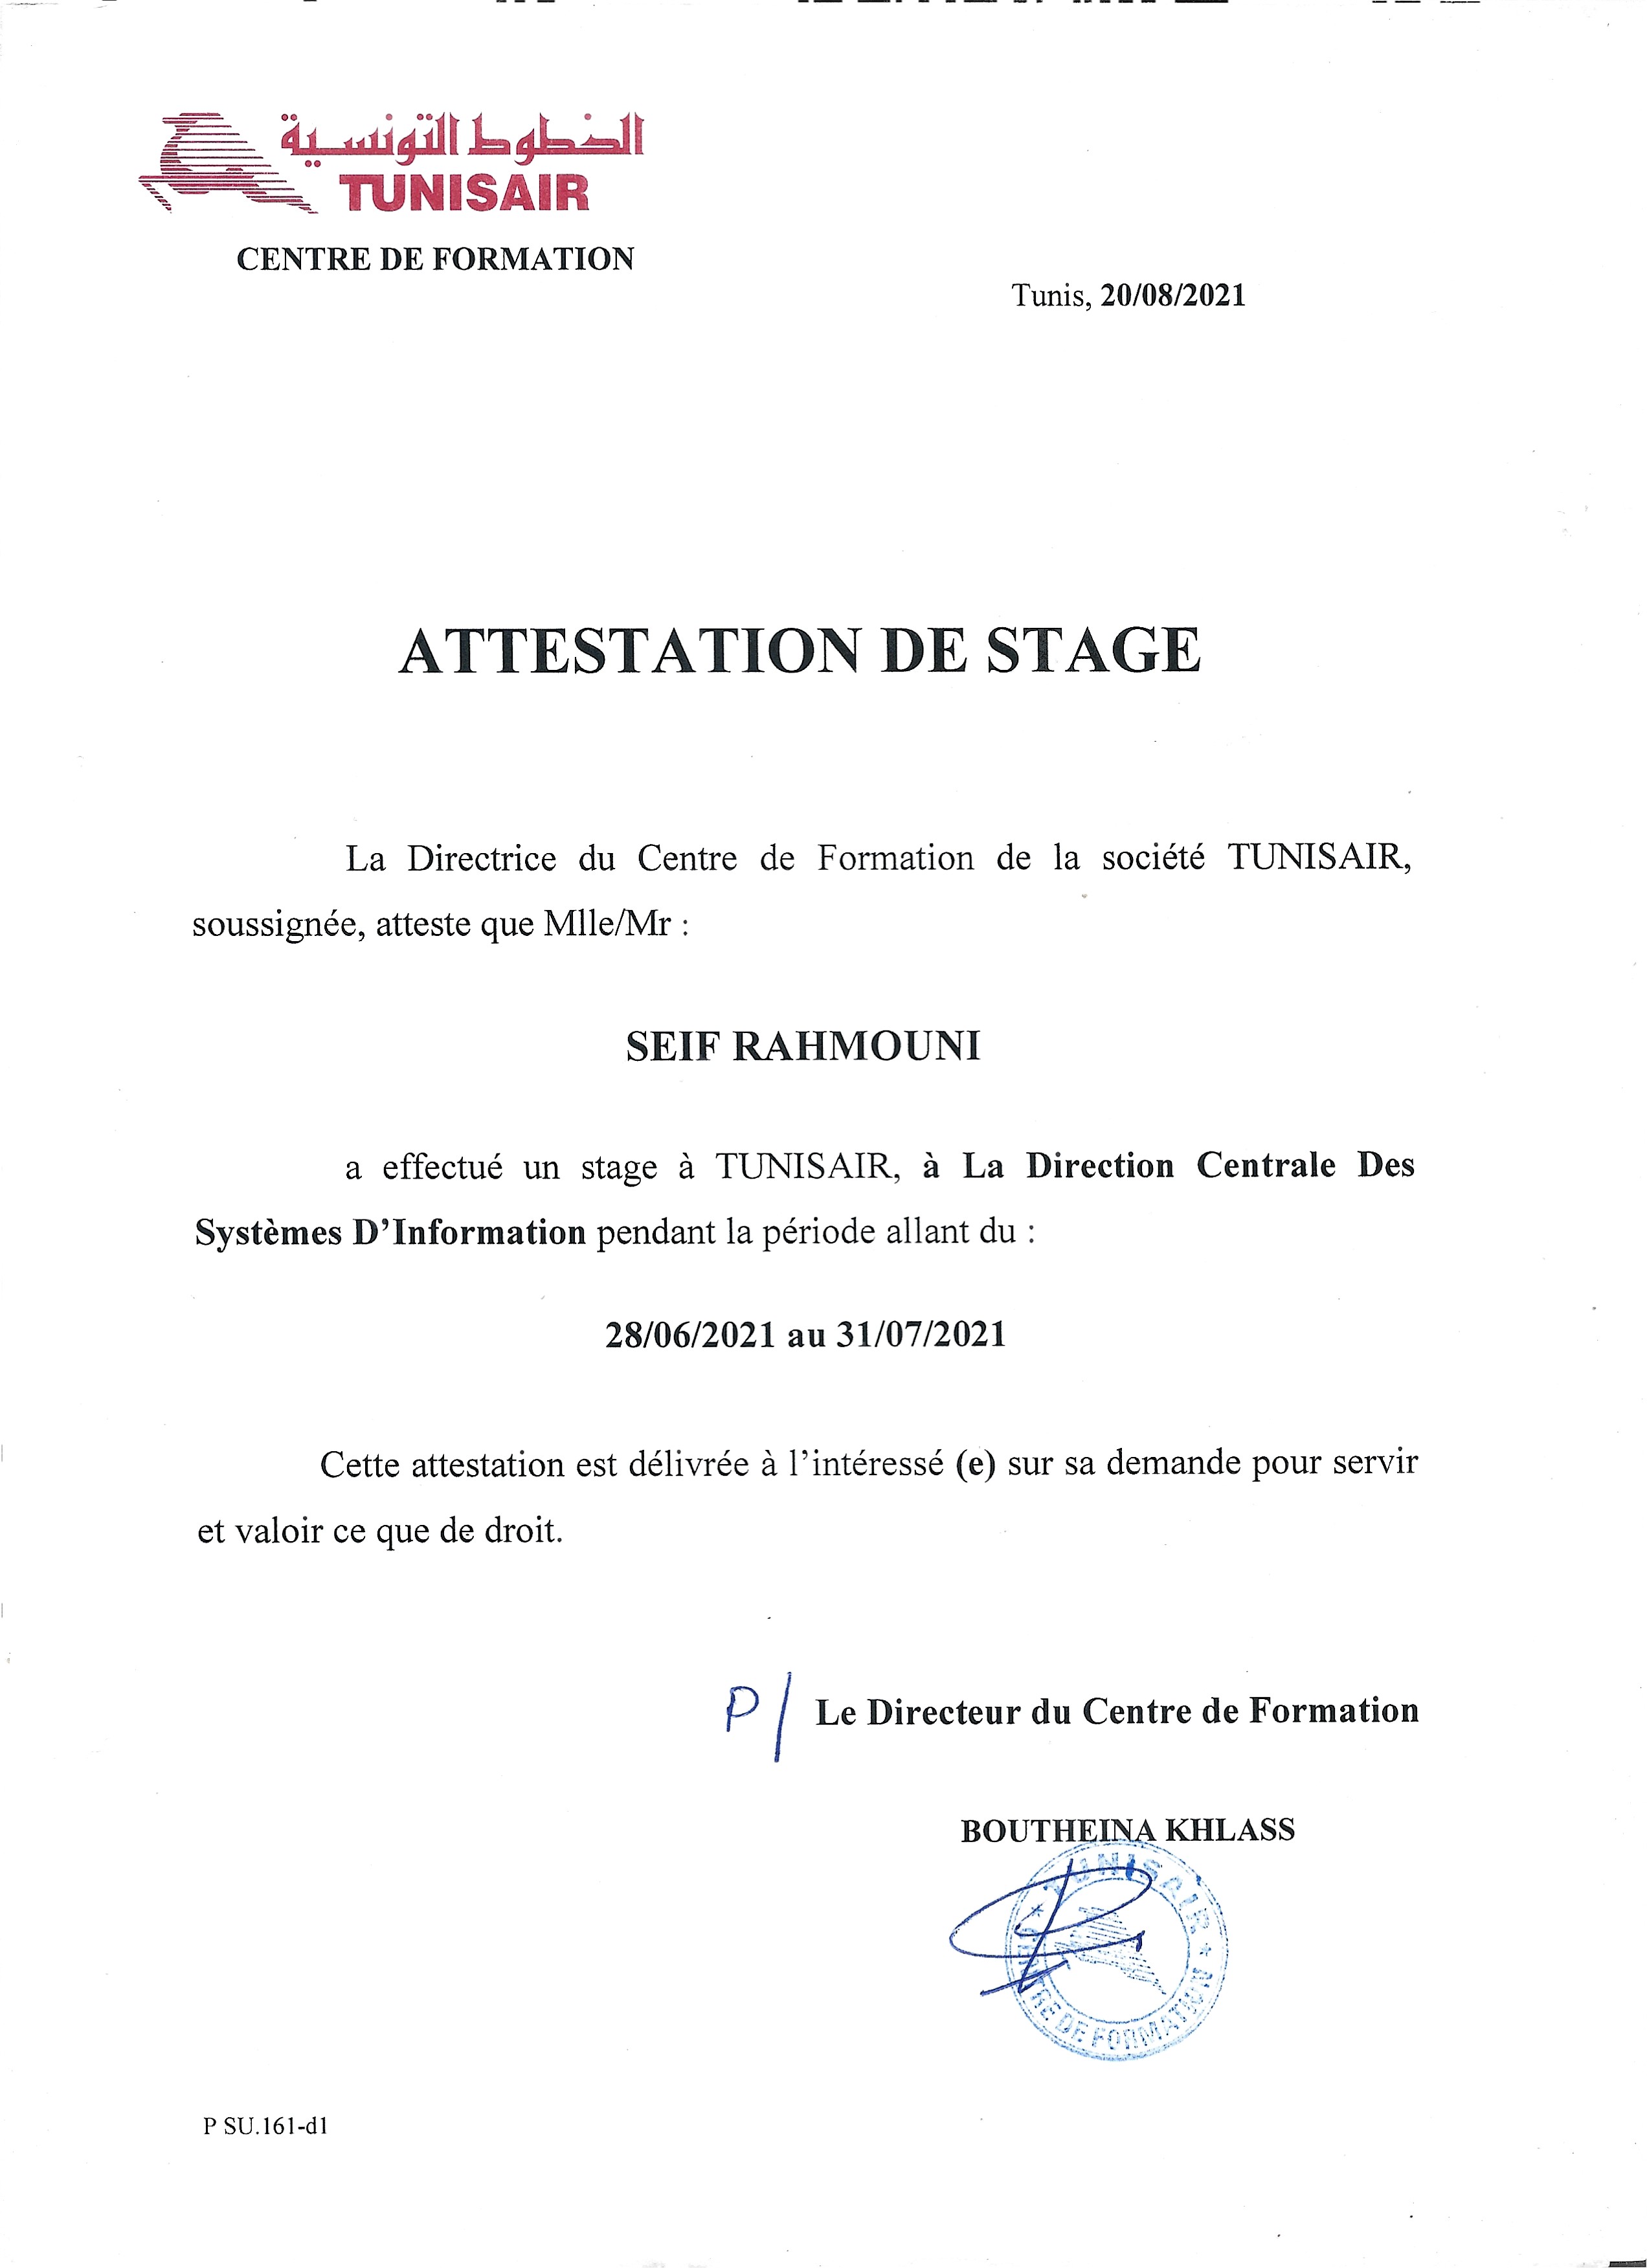 الخطوط التونسية
TUNISAIR
CENTRE DE FORMATION
Tunis, 20/08/2021
ATTESTATION DE STAGE
La Directrice du Centre de Formation de la société TUNISAIR,
soussignée, atteste que Mlle/Mr :
SEIF RAHMOUNI
a effectué un stage à TUNISAIR, à La Direction Centrale Des
Systèmes D’Information pendant la période allant du :
28/06/2021 au 31/07/2021
Cette attestation est délivrée à l’intéressé (e) sur sa demande pour servir
et valoir ce que de droit.
P/ Le Directeur du Centre de Formation
BOUTHEINA KHLASS
TUNISAIR
* CENTRE DE FORMATION *
P SU.161-d1